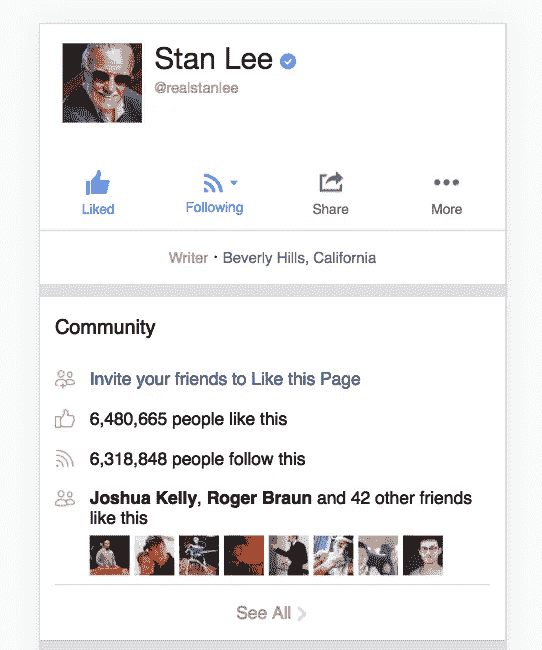 Stan Lee
@realstanlee
Liked
Following
Share
More
Writer · Beverly Hills, California
Community
Invite your friends to Like this Page
6,480,665 people like this
6,318,848 people follow this
Joshua Kelly, Roger Braun and 42 other friends
like this
See All